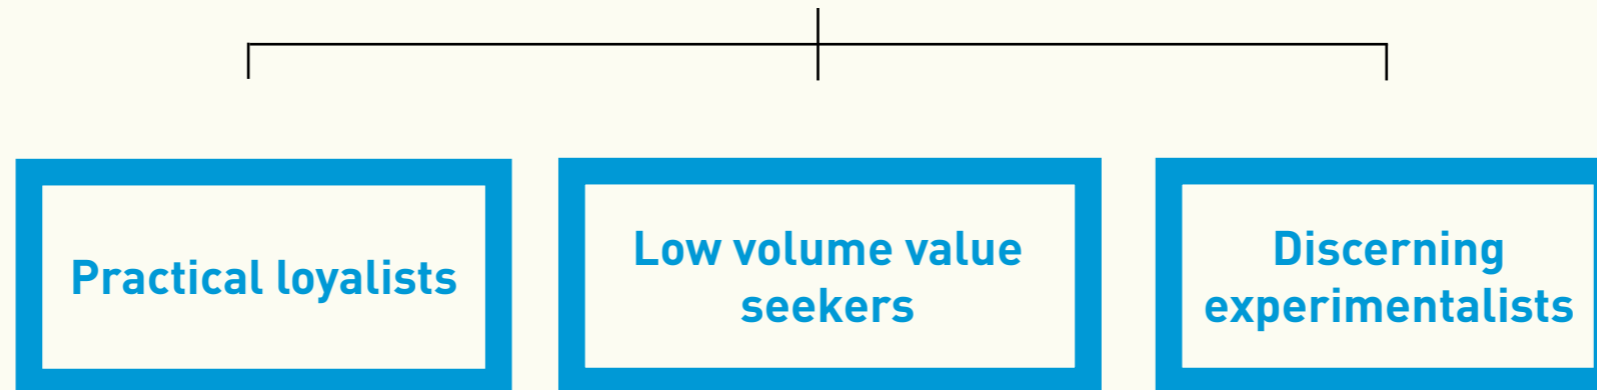 Practical loyalists
Low volume value
seekers
Discerning
experimentalists